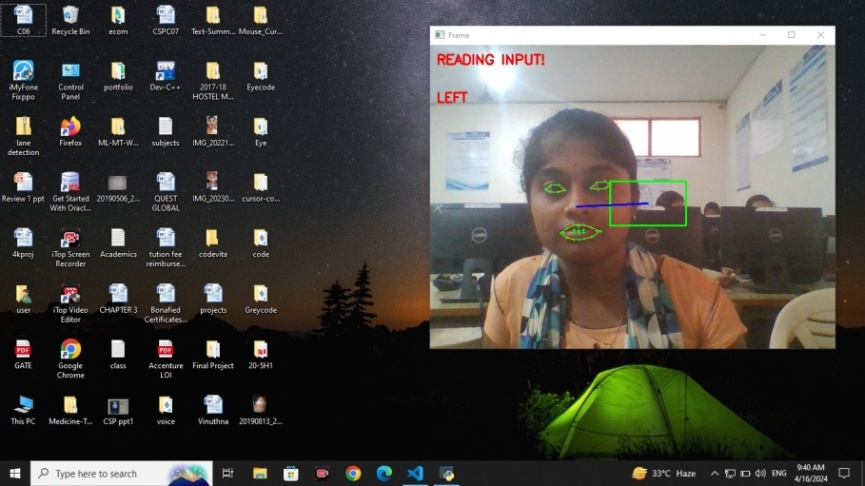 C06
Recycle Bin
ecom
CSPC07
Text-Summ...
Mouse_Cur...
iMyFone
Fixppo
Control
Panel
portfolio
Dev-C++
2017-18
HOSTEL M...
Eyecode
lane
detection
Firefox
ML-MT-W...
subjects
IMG_20221...
Eye
Review 1 ppt
Get Started
With Oracl...
20190506_2...
QUEST
GLOBAL
IMG_20230...
cursor-co...
4kproj
iTop Screen
Recorder
Academics
tution fee
reimburse...
codevita
code
user
iTop Video
Editor
CHAPTER 3
Bonafied
Certificates...
projects
Greycode
GATE
Google
Chrome
class
Accenture
LOI
Final Project
20-5H1
This PC
Medicine-T...
CSP ppt1
voice
Vinuthna
20190813_2...
Frame
READING INPUT!
LEFT
Type here to search
33°C Haze
ENG
9:40 AM
4/16/2024